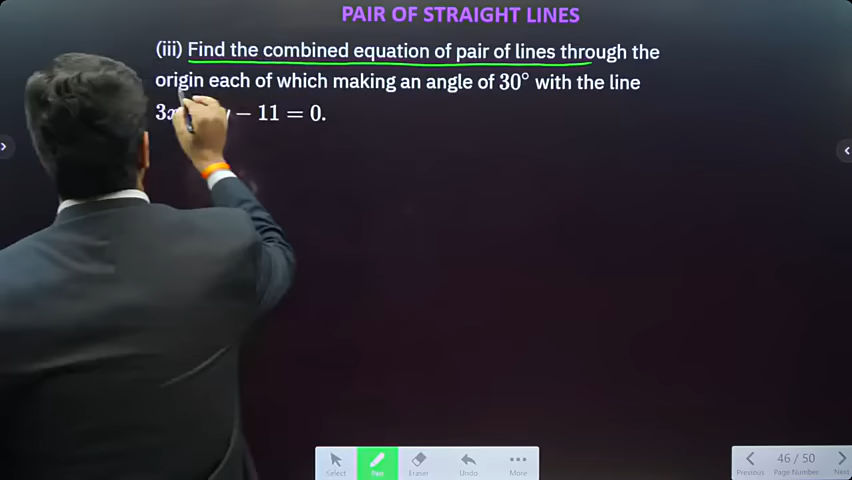 PAIR OF STRAIGHT LINES
(iii) Find the combined equation of pair of lines through the
origin each of which making an angle of 30° with the line
3x − 11 = 0.
Select
Pen
Eraser
Undo
More
46 / 50
Previous
Page Number
Next